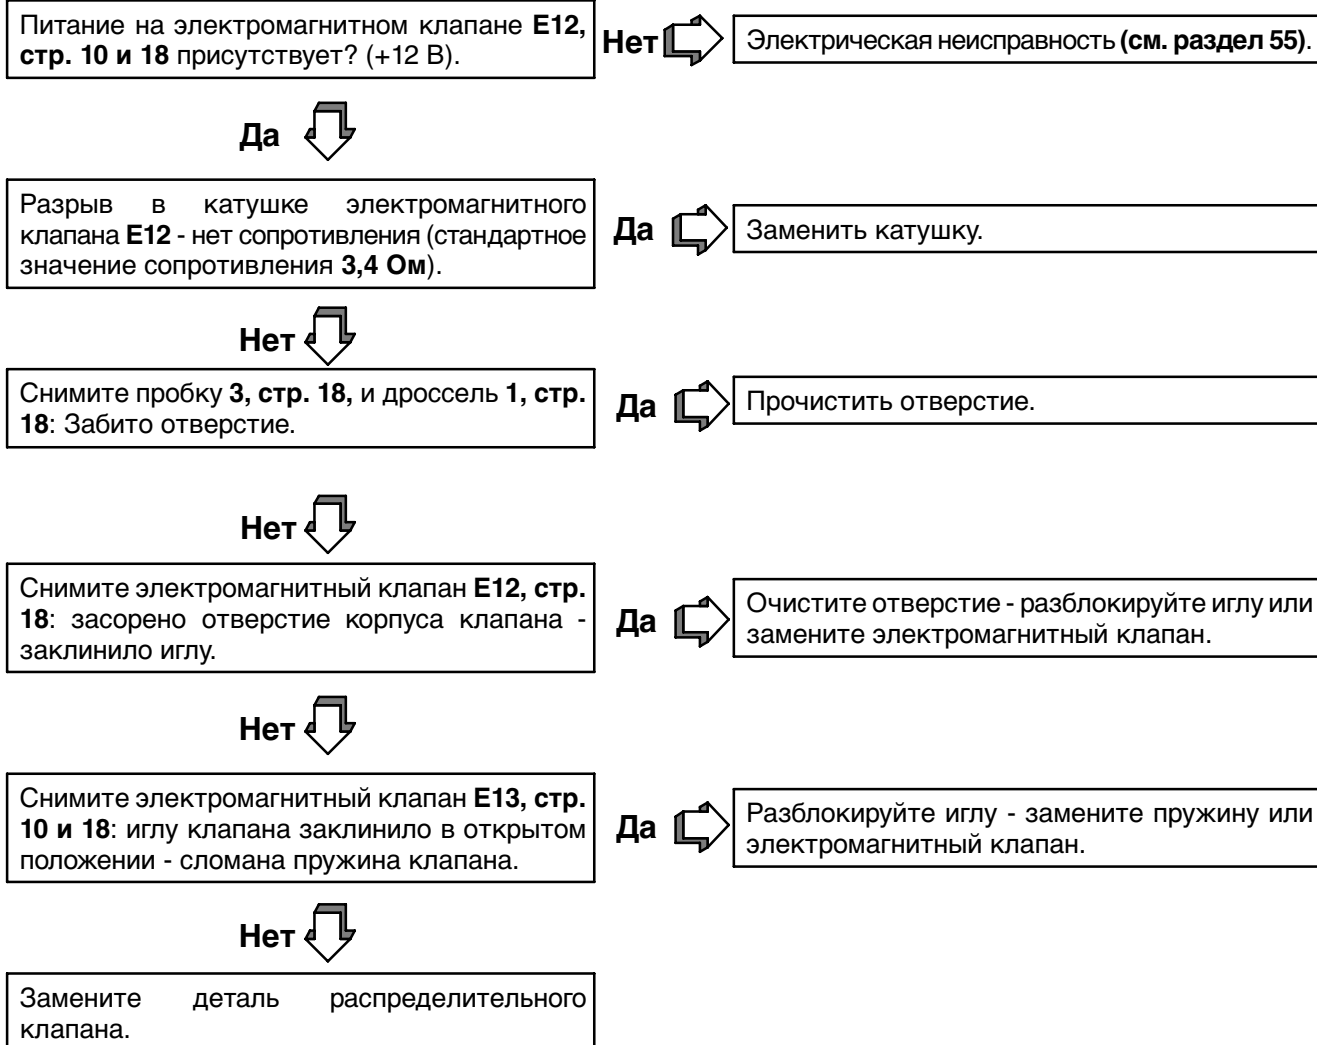 Питание на электромагнитном клапане E12,
стр. 10 и 18 присутствует? (+12 В).
Нет
Электрическая неисправность (см. раздел 55).
Да
Разрыв в катушке электромагнитного
клапана E12 - нет сопротивления (стандартное
значение сопротивления 3,4 Ом).
Да
Заменить катушку.
Нет
Снимите пробку 3, стр. 18, и дроссель 1, стр.
18: Забито отверстие.
Да
Прочистить отверстие.
Нет
Снимите электромагнитный клапан E12, стр.
18: засорено отверстие корпуса клапана -
заклинило иглу.
Да
Очистите отверстие - разблокируйте иглу или
замените электромагнитный клапан.
Нет
Снимите электромагнитный клапан E13, стр.
10 и 18: иглу клапана заклинило в открытом
положении - сломана пружина клапана.
Да
Разблокируйте иглу - замените пружину или
электромагнитный клапан.
Нет
Замените деталь распределительного
клапана.